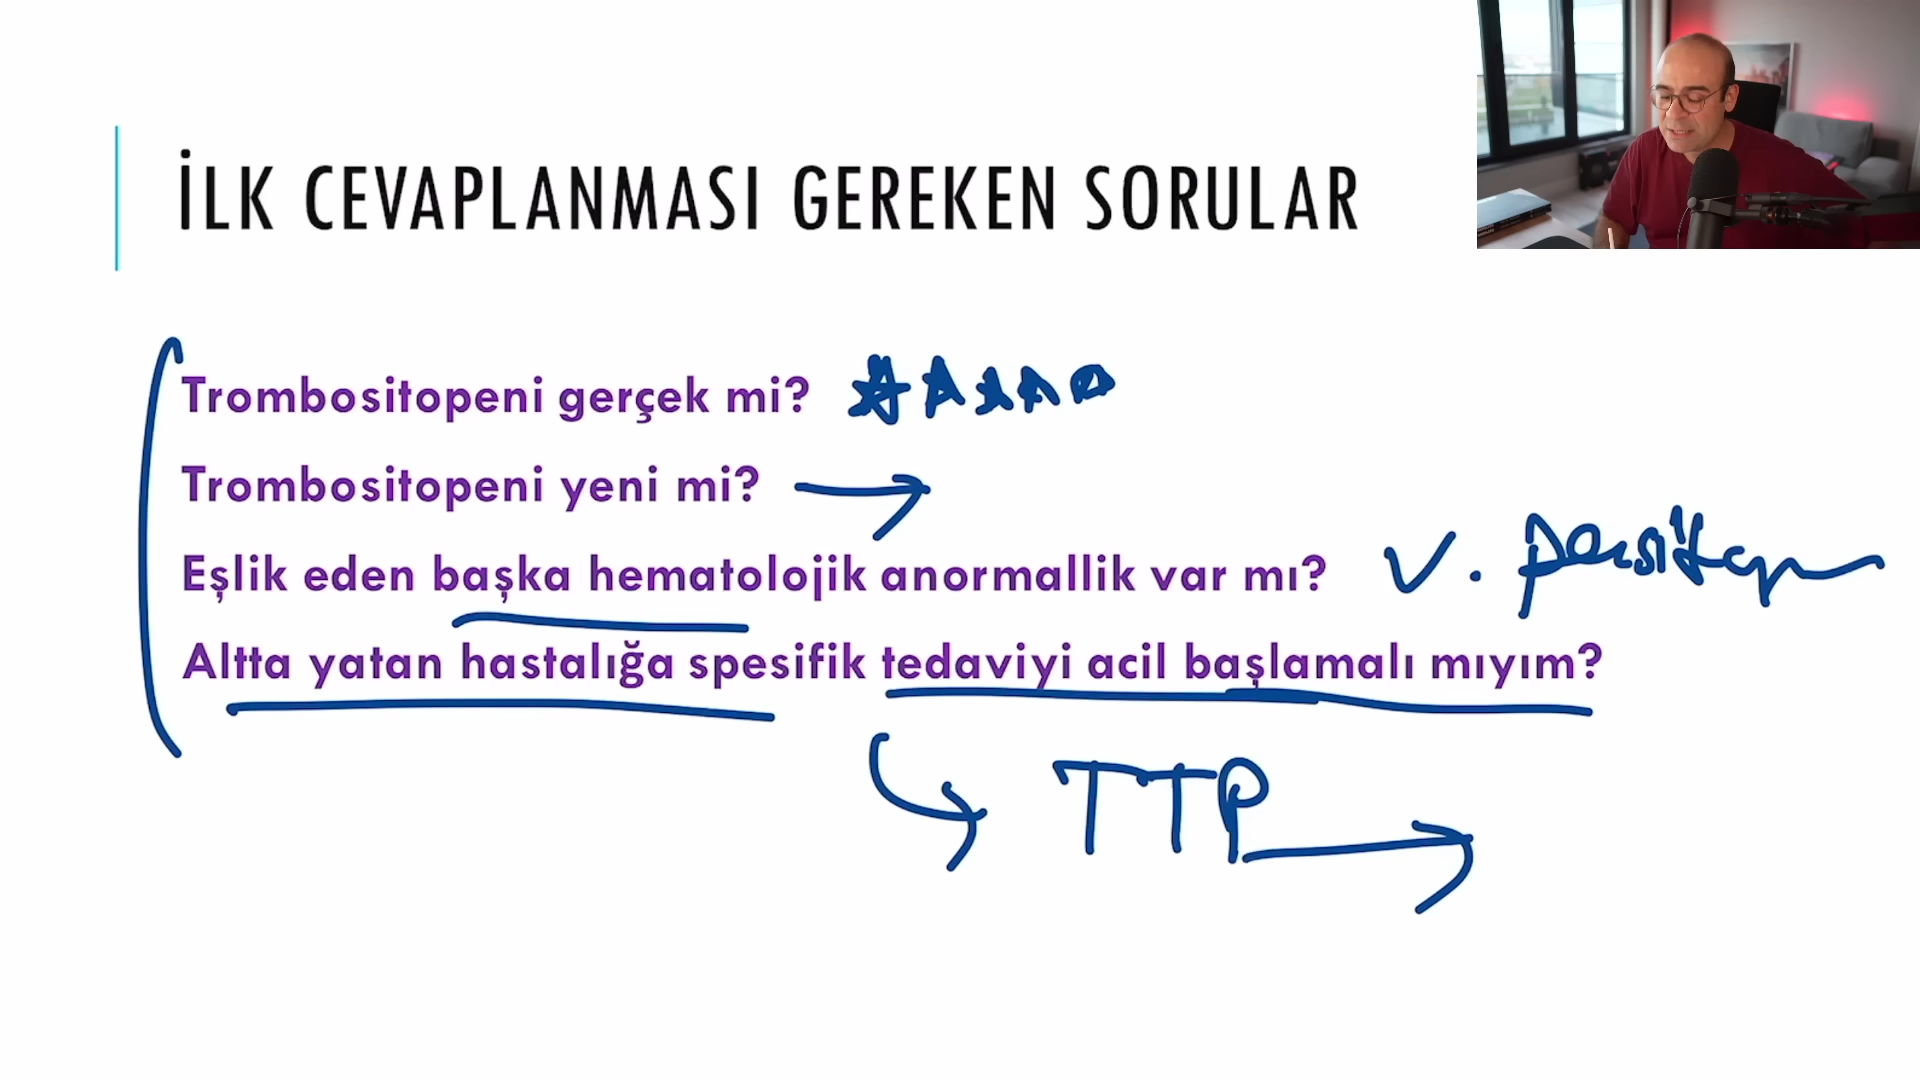 İLK CEVAPLANMASI GEREKEN SORULAR
Trombositopeni gerçek mi?
Trombositopeni yeni mi?
Eşlik eden başka hematolojik anormallik var mı?
Altta yatan hastalığa spesifik tedaviyi acil başlamalı mıyım?
TTP